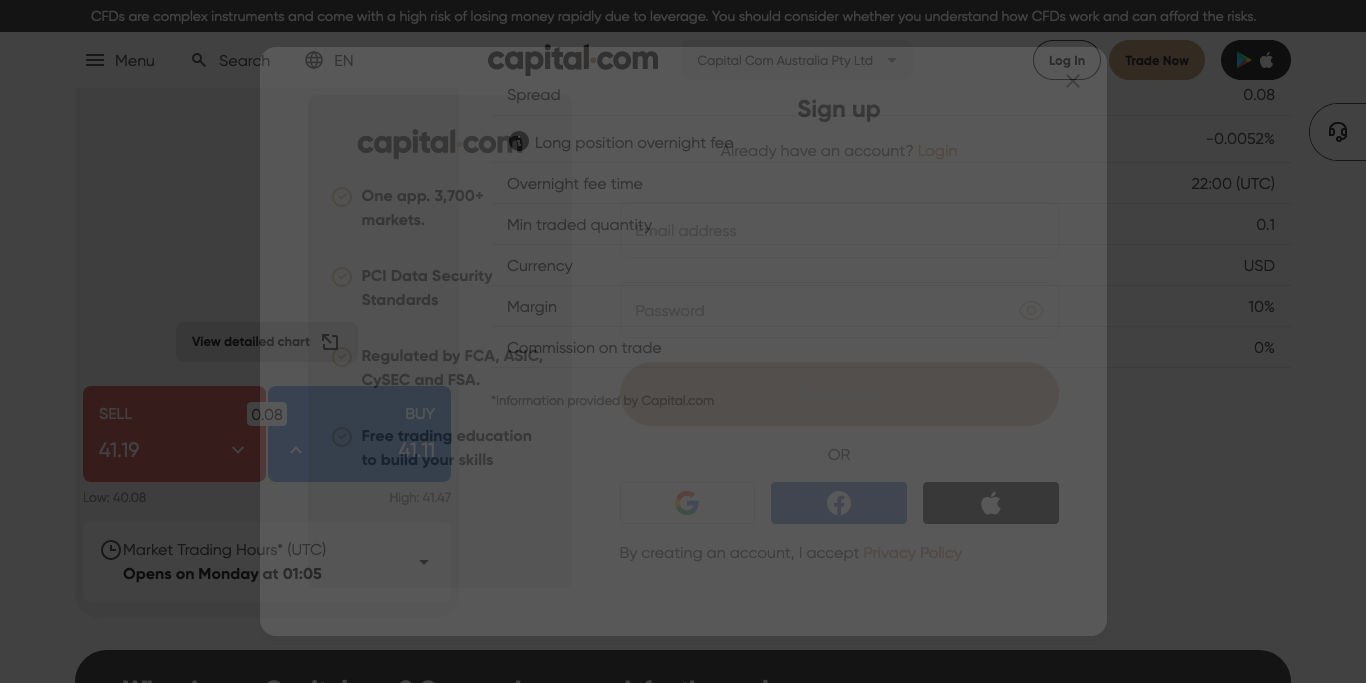 CFDs are complex instruments and come with a high risk of losing money rapidly due to leverage. You should consider whether you understand how CFDs work and can afford the risks.
Menu
Search
EN
capital.com
Capital Com Australia Pty Ltd
Log In
Trade Now
Spread 0.08
Long position overnight fee -0.0052%
Overnight fee time 22:00 (UTC)
Min traded quantity 0.1
Currency USD
Margin 10%
Commission on trade 0%
*Information provided by Capital.com
View detailed chart
SELL
41.19
0.08
BUY
41.11
Low: 40.08
High: 41.47
Market Trading Hours* (UTC)
Opens on Monday at 01:05
capital.com
One app. 3,700+
markets.
PCI Data Security
Standards
Regulated by FCA, ASIC,
CySEC and FSA.
Free trading education
to build your skills
Sign up
Already have an account? Login
Email address
Password
OR
By creating an account, I accept Privacy Policy